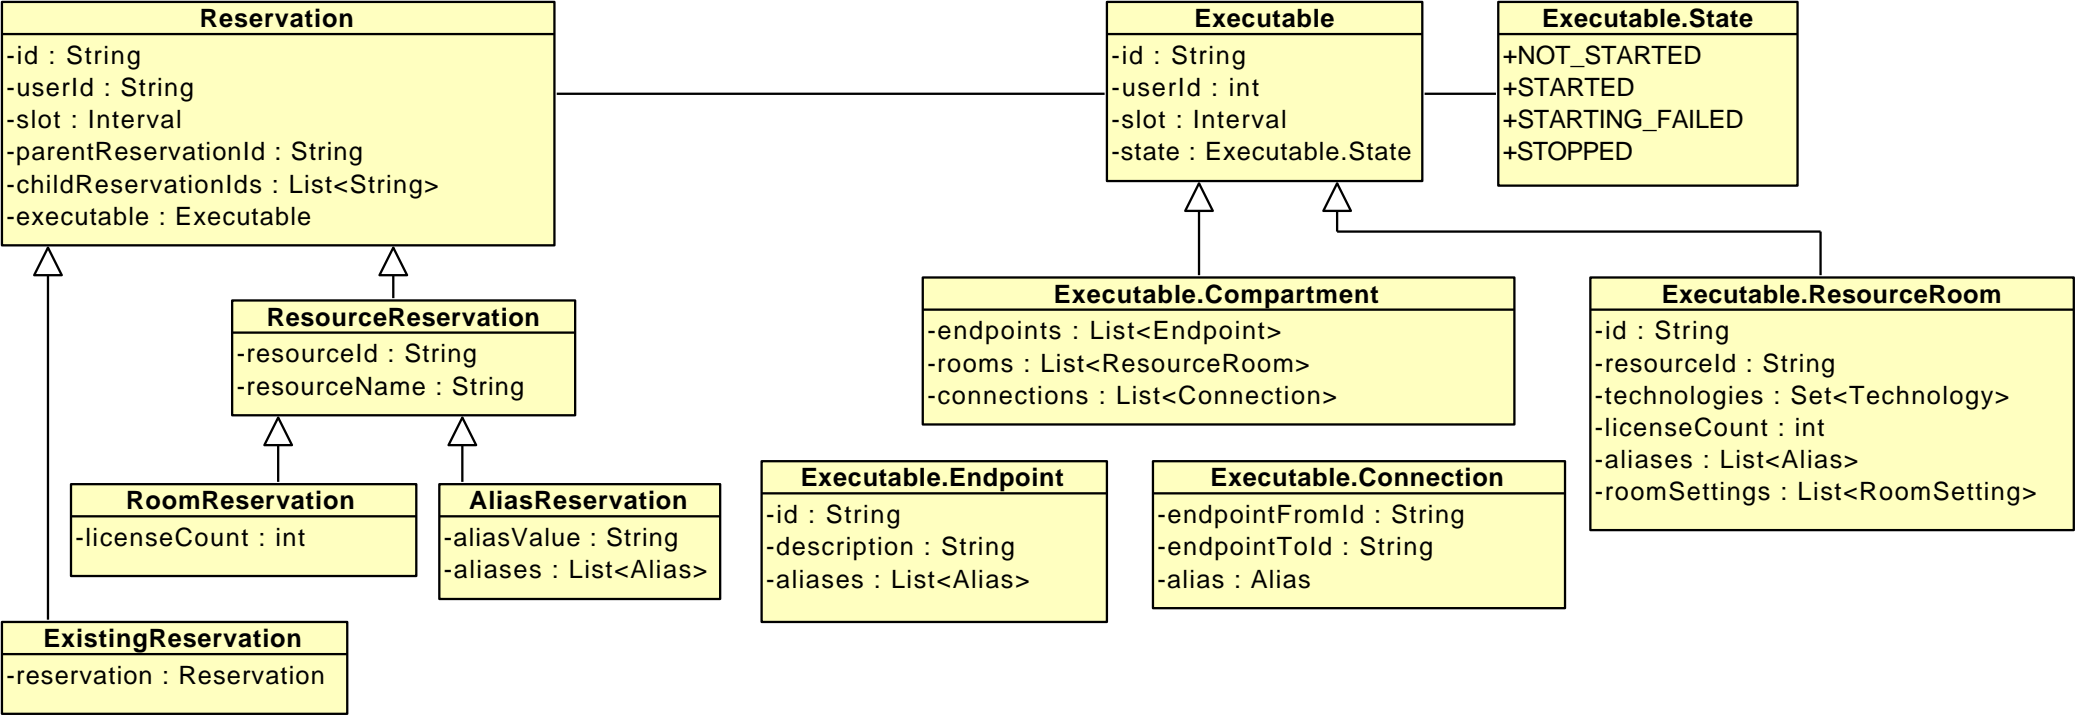 Reservation
-id : String
-userId : String
-slot : Interval
-parentReservationId : String
-childReservationIds : List<String>
-executable : Executable
Executable
-id : String
-userId : int
-slot : Interval
-state : Executable.State
Executable.State
+NOT_STARTED
+STARTED
+STARTING_FAILED
+STOPPED
ResourceReservation
-resourceId : String
-resourceName : String
Executable.Compartment
-endpoints : List<Endpoint>
-rooms : List<ResourceRoom>
-connections : List<Connection>
Executable.ResourceRoom
-id : String
-resourceId : String
-technologies : Set<Technology>
-licenseCount : int
-aliases : List<Alias>
-roomSettings : List<RoomSetting>
RoomReservation
-licenseCount : int
AliasReservation
-aliasValue : String
-aliases : List<Alias>
Executable.Endpoint
-id : String
-description : String
-aliases : List<Alias>
Executable.Connection
-endpointFromId : String
-endpointToId : String
-alias : Alias
ExistingReservation
-reservation : Reservation